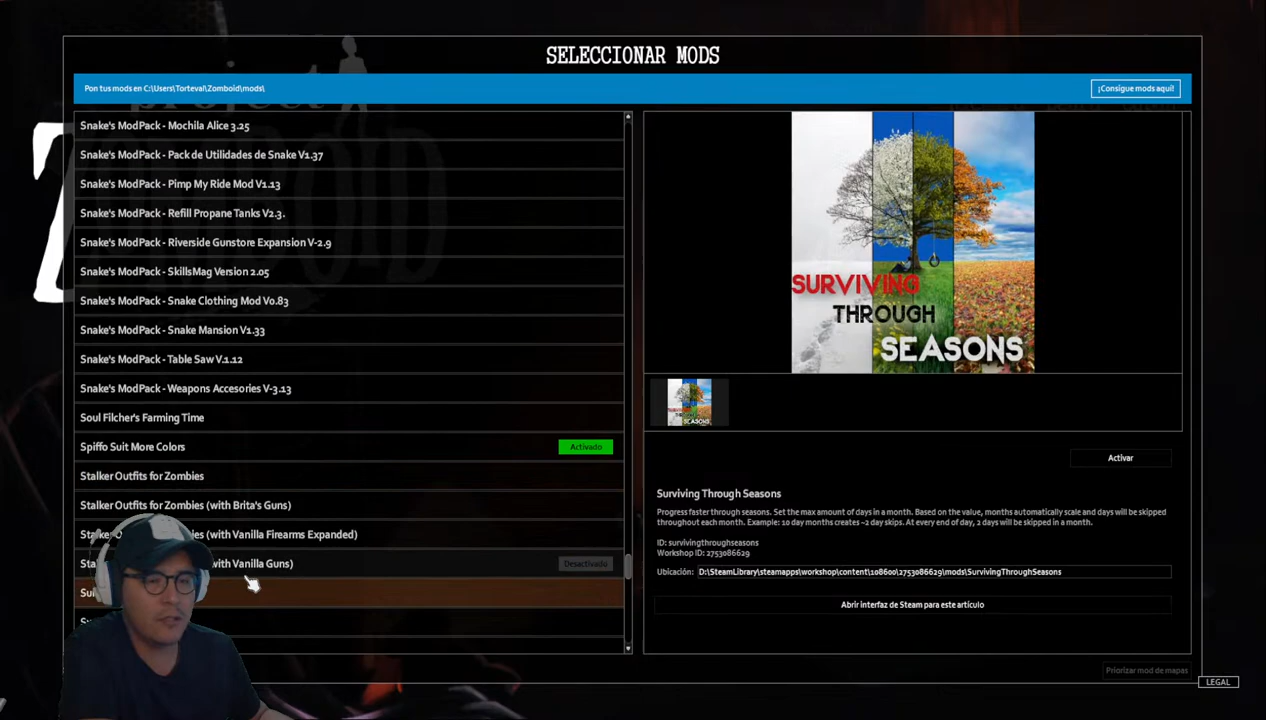 SELECCIONAR MODS
Pon tus mods en C:\Users\Torteval\Zomboid\mods\
¡Consigue mods aquí!
project
Snake's ModPack - Mochila Alice 3.25
Snake's ModPack - Pack de Utilidades de Snake V1.37
Snake's ModPack - Pimp My Ride Mod V1.13
Snake's ModPack - Refill Propane Tanks V2.3.
Snake's ModPack - Riverside Gunstore Expansion V-2.9
Snake's ModPack - SkillsMag Version 2.05
Snake's ModPack - Snake Clothing Mod V0.83
Snake's ModPack - Snake Mansion V1.33
Snake's ModPack - Table Saw V.1.12
Snake's ModPack - Weapons Accesories V-3.13
Soul Filcher's Farming Time
Spiffo Suit More Colors
Activado
Stalker Outfits for Zombies
Stalker Outfits for Zombies (with Brita's Guns)
(with Vanilla Firearms Expanded)
with Vanilla Guns)
Desactivado
SURVIVING
THROUGH
SEASONS
SURVIVING
THROUGH
SEASONS
Activar
Surviving Through Seasons
Progress faster through seasons. Set the max amount of days in a month. Based on the value, months automatically scale and days will be skipped
throughout each month. Example: 10 day months creates ~2 day skips. At every end of day, 2 days will be skipped in a month.
ID: survivingthroughseasons
Workshop ID: 2753086629
Ubicación:
D:\SteamLibrary\steamapps\workshop\content\108600\2753086629\mods\SurvivingThroughSeasons
Abrir interfaz de Steam para este artículo
Priorizar mod de mapas
LEGAL